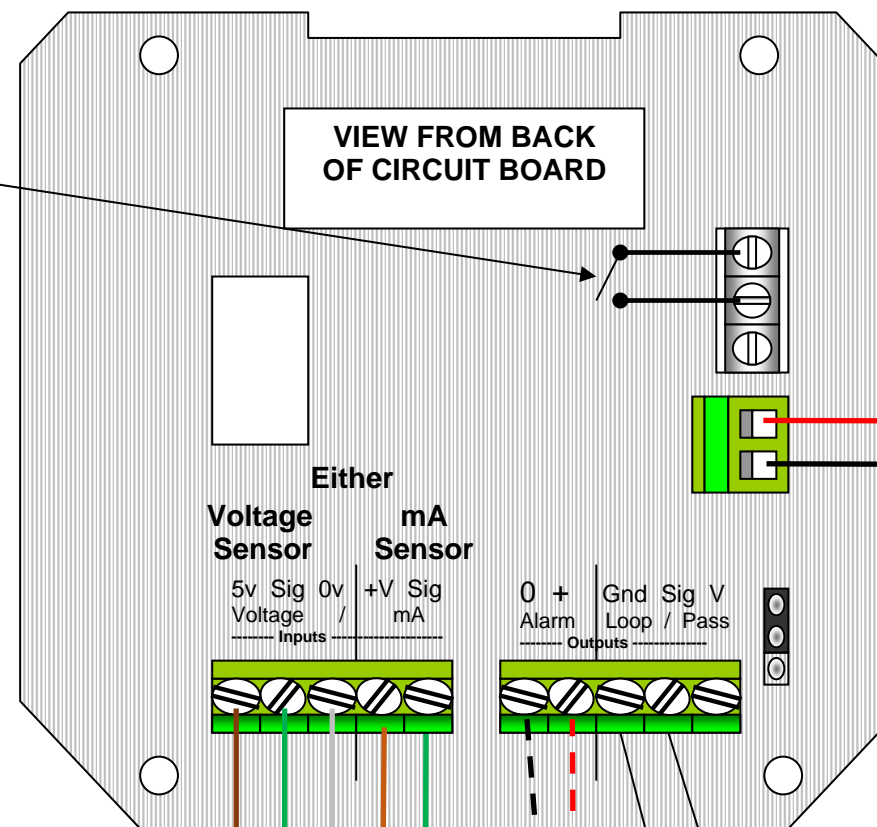 VIEW FROM BACK
OF CIRCUIT BOARD
Either
Voltage mA
Sensor Sensor
5v Sig 0v +V Sig
Voltage / mA
-------- Inputs --------------------
0 + Gnd Sig V
Alarm Loop / Pass
-------- Outputs --------------